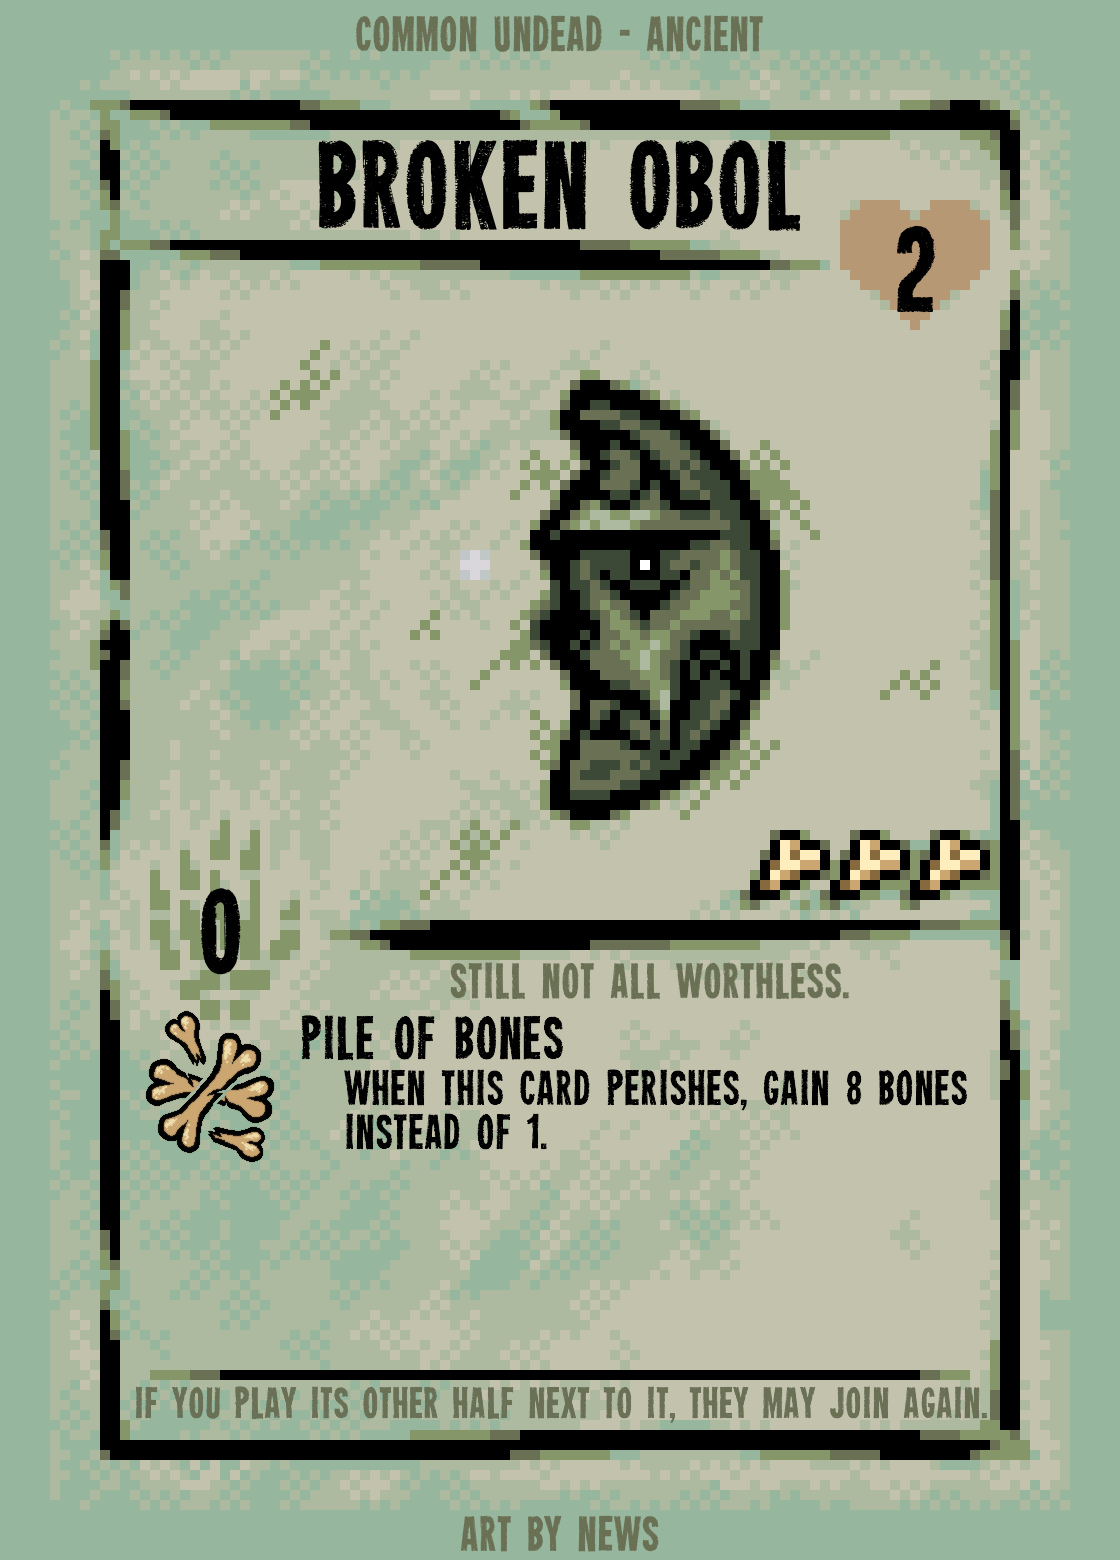 COMMON UNDEAD - ANCIENT
BROKEN OBOL
2
0
STILL NOT ALL WORTHLESS.
PILE OF BONES
WHEN THIS CARD PERISHES, GAIN 8 BONES
INSTEAD OF 1.
IF YOU PLAY ITS OTHER HALF NEXT TO IT, THEY MAY JOIN AGAIN.
ART BY NEWS